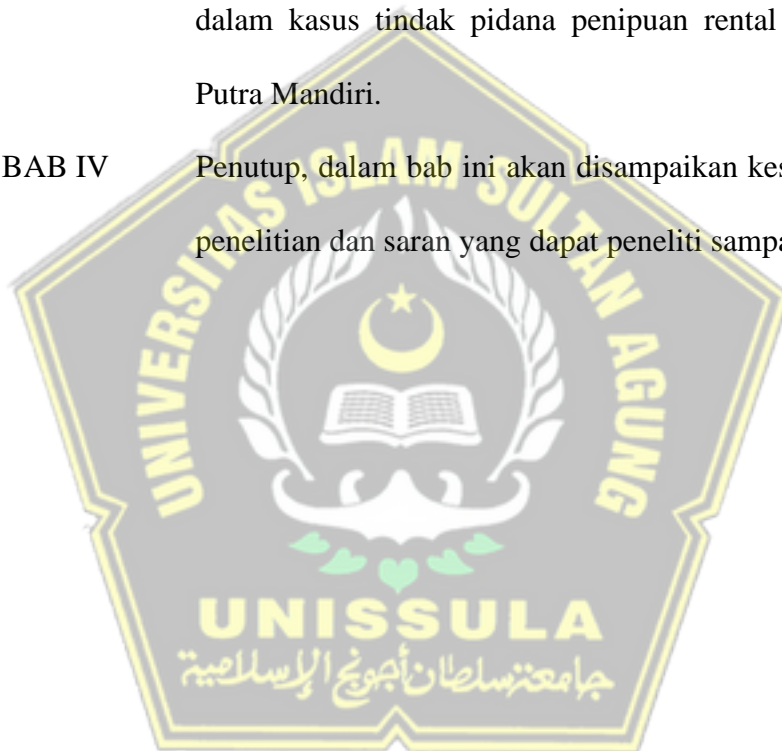 dalam kasus tindak pidana penipuan rental
Putra Mandiri.
BAB IV Penutup, dalam bab ini akan disampaikan kes
penelitian dan saran yang dapat peneliti sampa
UNIVERSITAS ISLAM SULTAN AGUNG
UNISSULA
جامعة سلطان أجونج الإسلامية